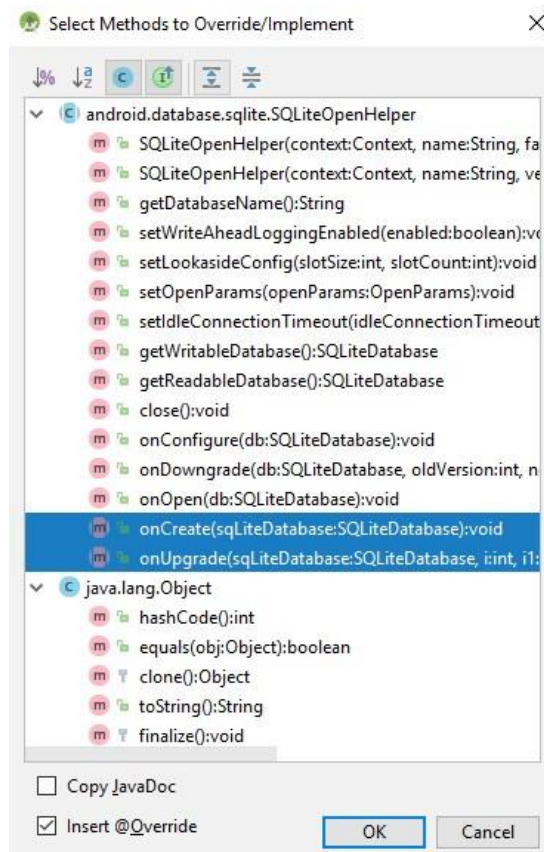 Select Methods to Override/Implement
android.database.sqlite.SQLiteOpenHelper
SQLiteOpenHelper(context:Context, name:String, fa
SQLiteOpenHelper(context:Context, name:String, ve
getDatabaseName():String
setWriteAheadLoggingEnabled(enabled:boolean):vo
setLookasideConfig(slotSize:int, slotCount:int):void
setOpenParams(openParams:OpenParams):void
setIdleConnectionTimeout(idleConnectionTimeout
getWritableDatabase():SQLiteDatabase
getReadableDatabase():SQLiteDatabase
close():void
onConfigure(db:SQLiteDatabase):void
onDowngrade(db:SQLiteDatabase, oldVersion:int, n
onOpen(db:SQLiteDatabase):void
onCreate(sqLiteDatabase:SQLiteDatabase):void
onUpgrade(sqLiteDatabase:SQLiteDatabase, i:int, i1:
java.lang.Object
hashCode():int
equals(obj:Object):boolean
clone():Object
toString():String
finalize():void
Copy JavaDoc
Insert @Override
OK
Cancel